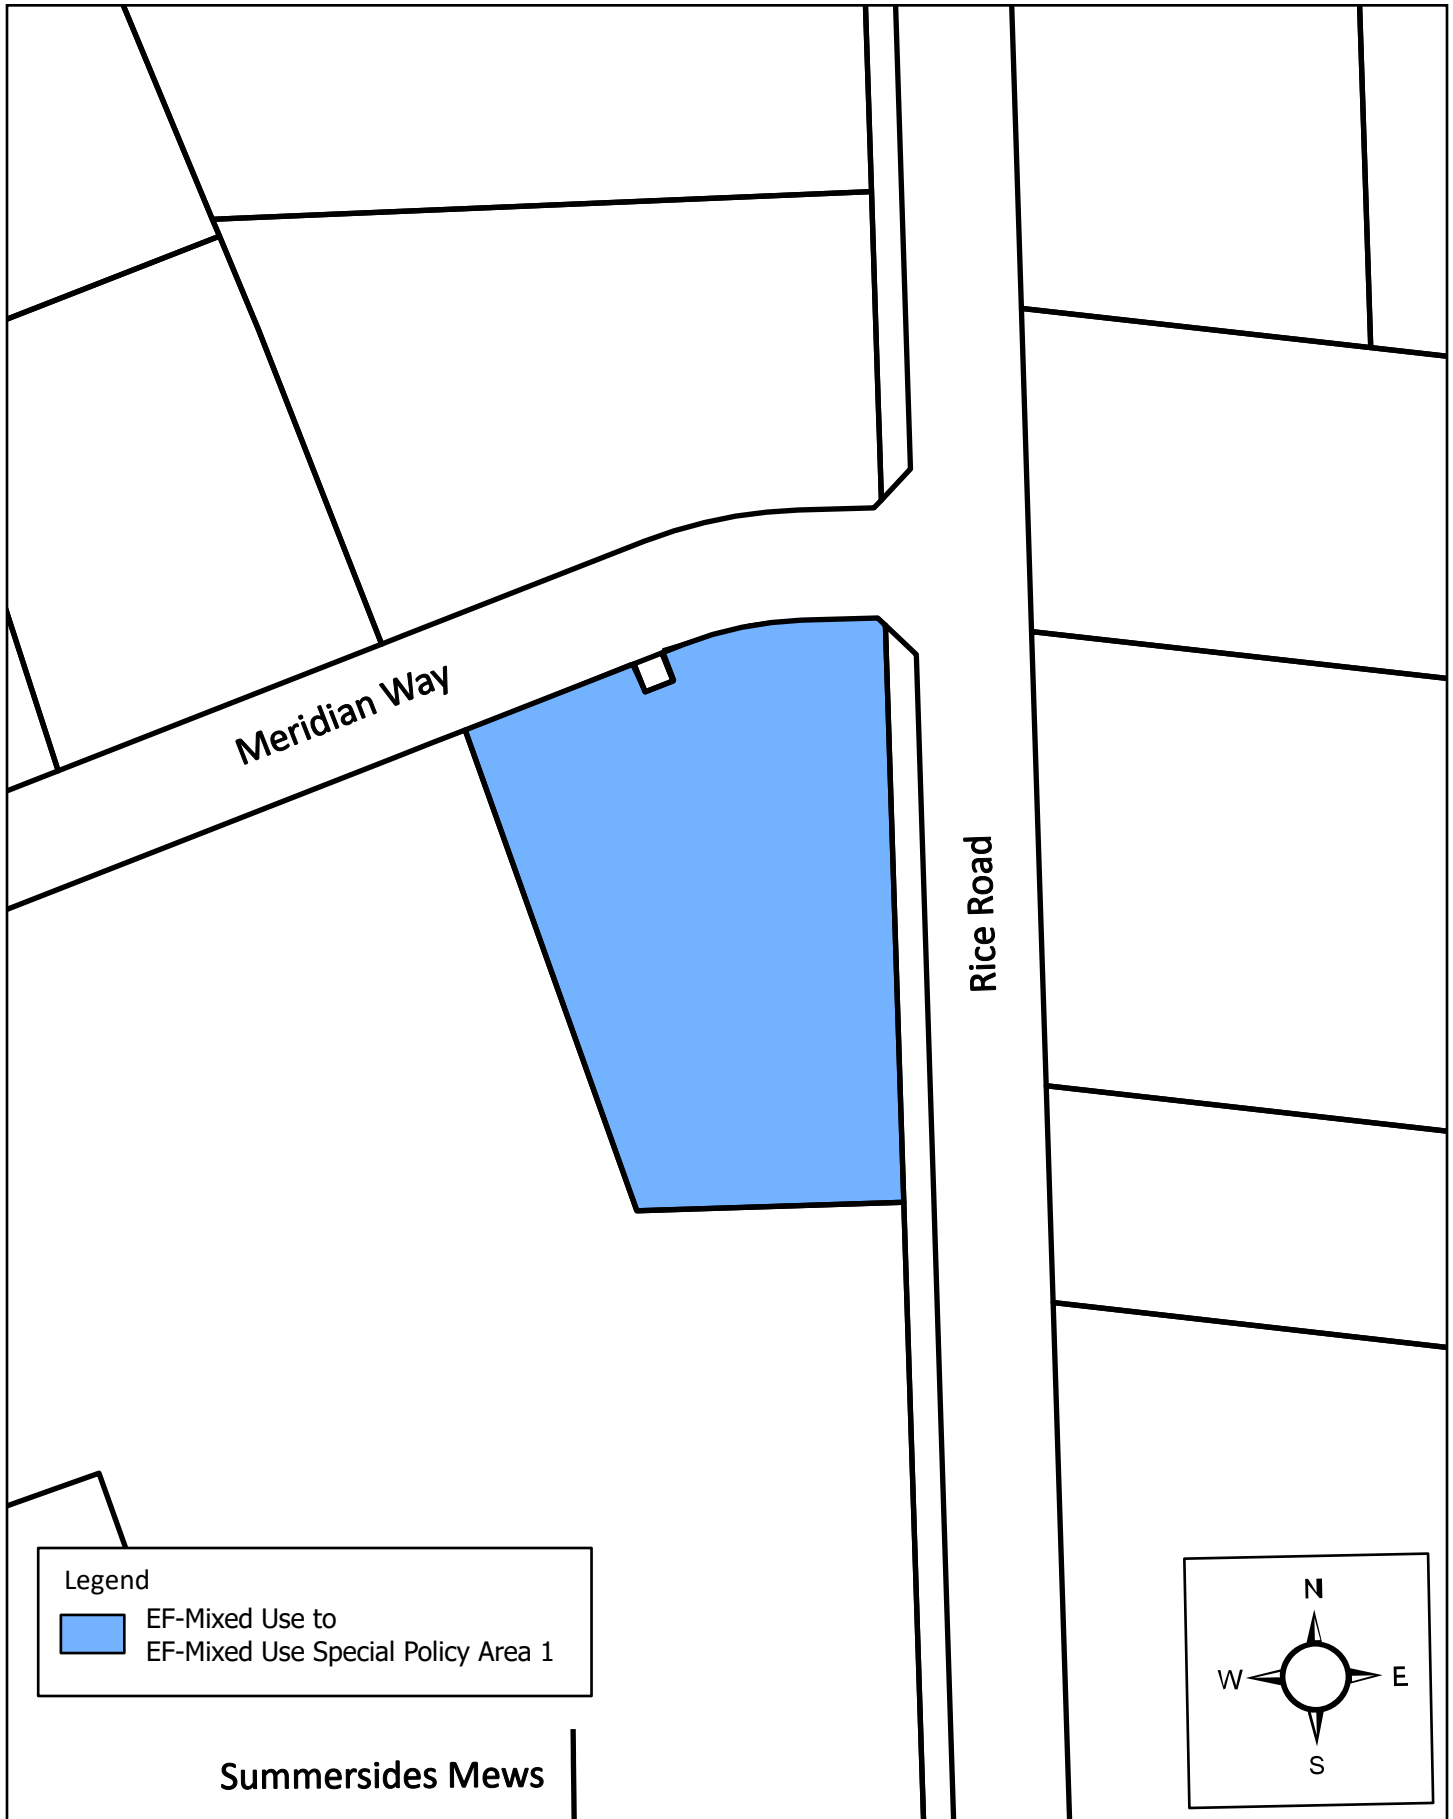 Meridian Way
Rice Road
Legend
EF-Mixed Use to
EF-Mixed Use Special Policy Area 1
Summersides Mews
N
W
E
S